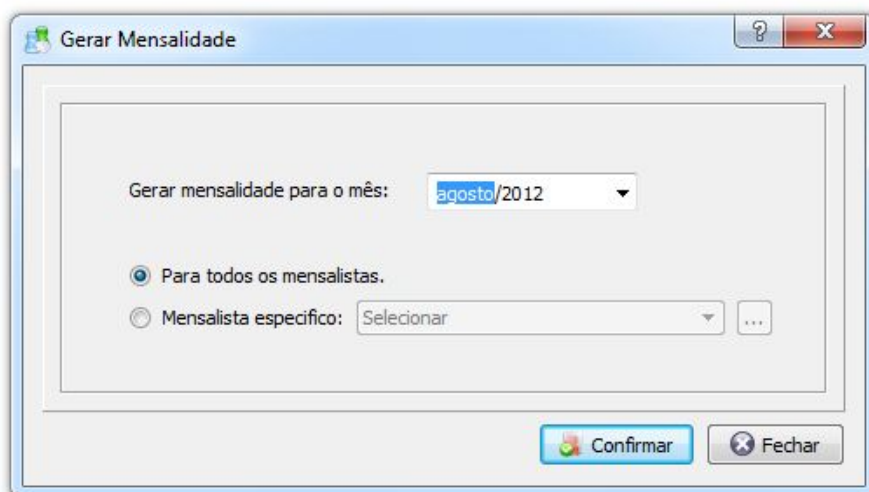 Gerar Mensalidade
Gerar mensalidade para o mês: agosto/2012
Para todos os mensalistas.
Mensalista especifico: Selecionar ...
Confirmar Fechar